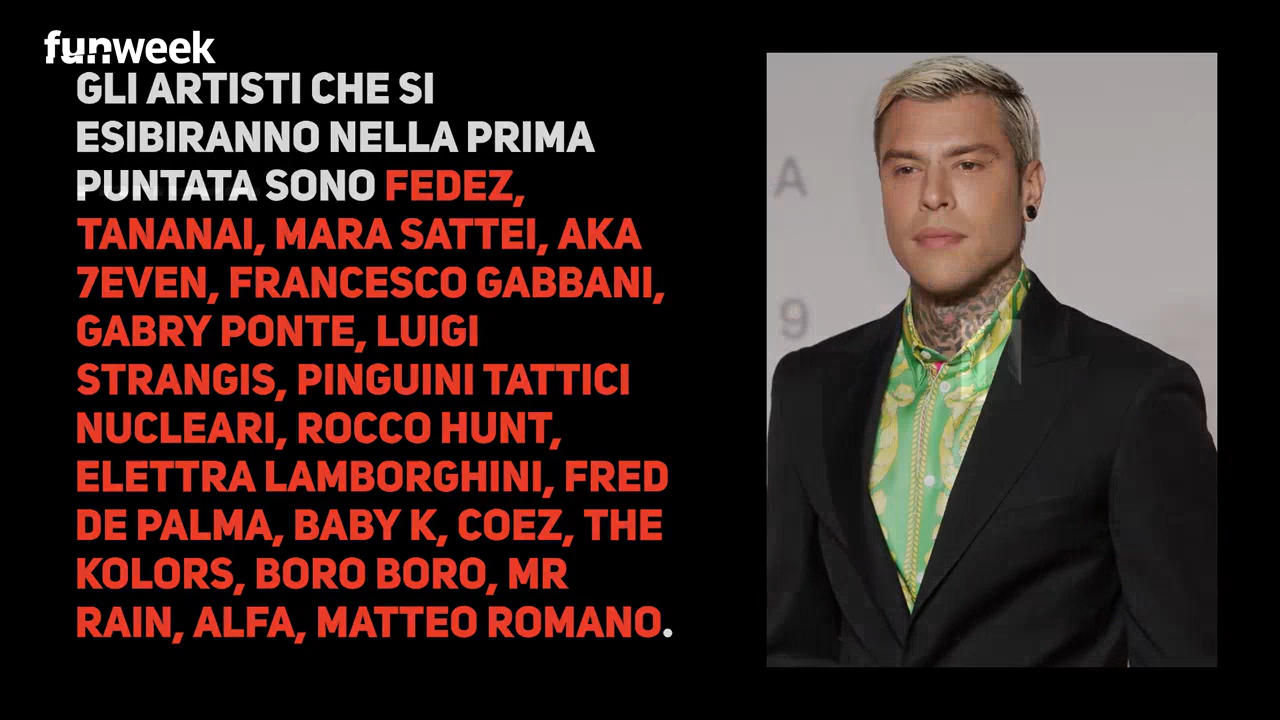 funweek
GLI ARTISTI CHE SI
ESIBIRANNO NELLA PRIMA
PUNTATA SONO FEDEZ,
TANANAI, MARA SATTEI, AKA
7EVEN, FRANCESCO GABBANI,
GABRY PONTE, LUIGI
STRANGIS, PINGUINI TATTICI
NUCLEARI, ROCCO HUNT,
ELETTRA LAMBORGHINI, FRED
DE PALMA, BABY K, COEZ, THE
KOLORS, BORO BORO, MR
RAIN, ALFA, MATTEO ROMANO.
A
9